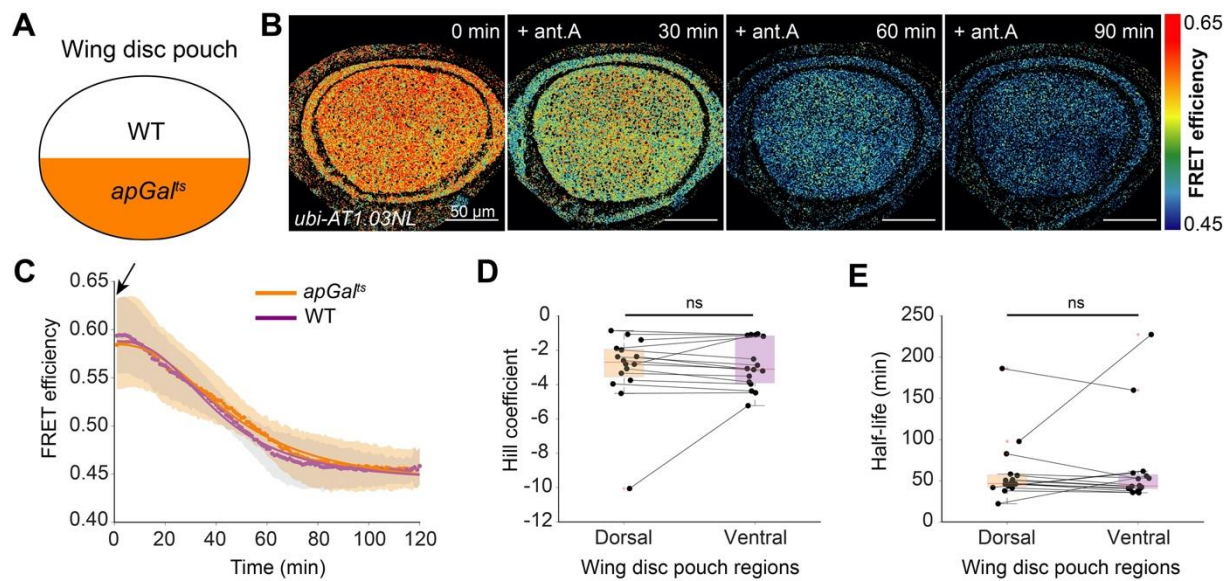 A
Wing disc pouch
WT
apGalts
B
0 min
+ ant.A 30 min
+ ant.A 60 min
+ ant.A 90 min
ubi-AT1.03NL
50 µm
0.65
FRET efficiency
0.45
C
0.65
0.60
0.55
0.50
0.45
0.40
FRET efficiency
apGalts
WT
0 20 40 60 80 100 120
Time (min)
D
ns
0
-2
-4
-6
-8
-10
-12
Hill coefficient
Dorsal Ventral
Wing disc pouch regions
E
ns
250
200
150
100
50
0
Half-life (min)
Dorsal Ventral
Wing disc pouch regions